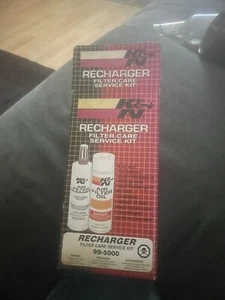 K&N
RECHARGER
FILTER CARE
SERVICE KIT
K&N
RECHARGER
FILTER CARE
SERVICE KIT
K&N
AIR
FILTER
OIL
RECHARGER
FILTER CARE SERVICE KIT
99-5000